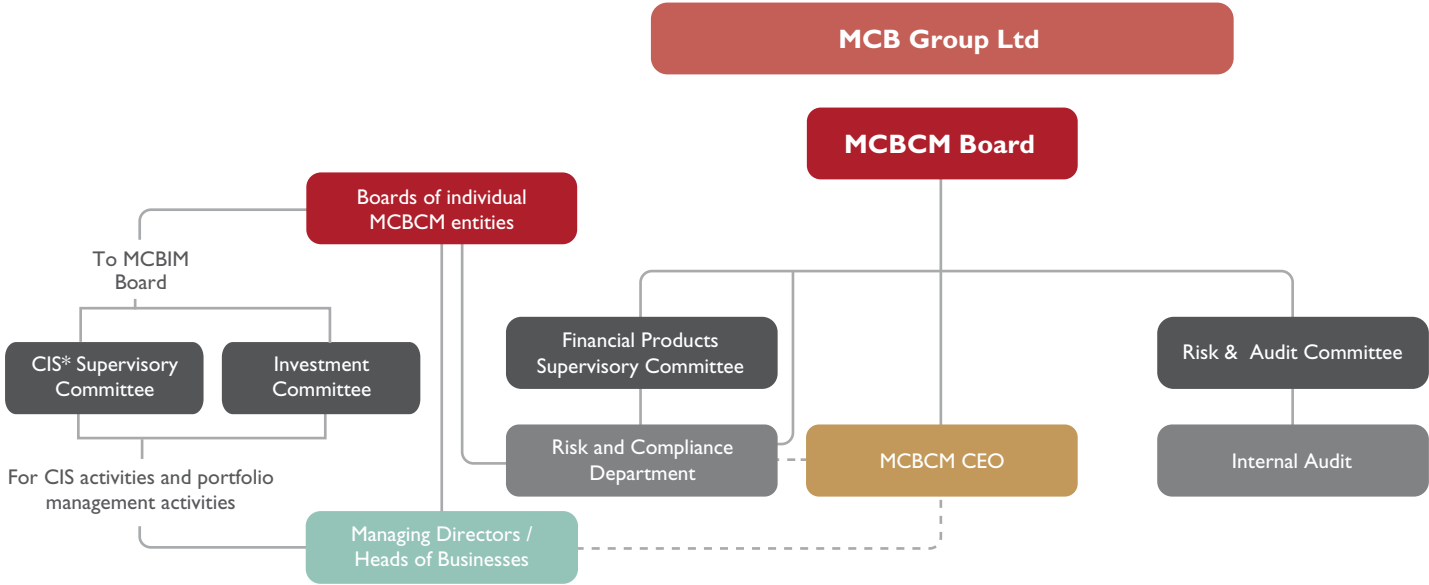 MCB Group Ltd
MCBCM Board
Boards of individual
MCBCM entities
To MCBIM
Board
Financial Products
Supervisory Committee
Risk & Audit Committee
CIS* Supervisory
Committee
Investment
Committee
Risk and Compliance
Department
MCBCM CEO
Internal Audit
For CIS activities and portfolio
management activities
Managing Directors /
Heads of Businesses